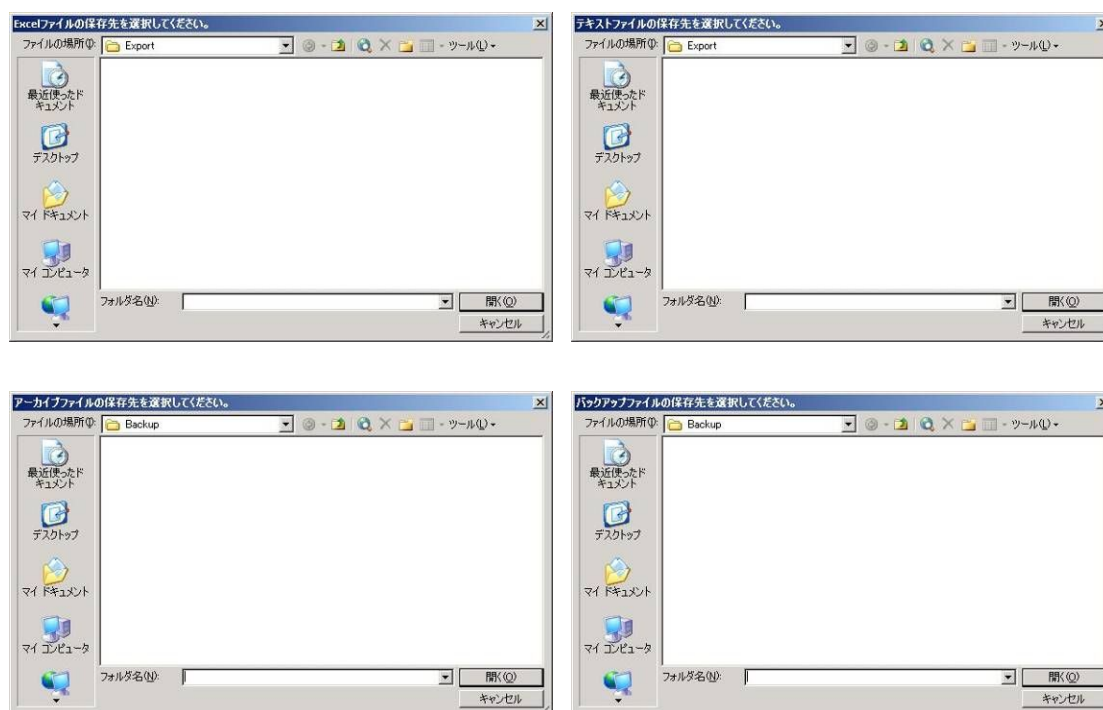 Excelファイルの保存先を選択してください。
ファイルの場所(I):
Export
ツール(L)
最近使ったド
キュメント
デスクトップ
マイ ドキュメント
マイ コンピュータ
フォルダ名(N):
開く(O)
キャンセル
テキストファイルの保存先を選択してください。
ファイルの場所(I):
Export
ツール(L)
最近使ったド
キュメント
デスクトップ
マイ ドキュメント
マイ コンピュータ
フォルダ名(N):
開く(O)
キャンセル
アーカイブファイルの保存先を選択してください。
ファイルの場所(I):
Backup
ツール(L)
最近使ったド
キュメント
デスクトップ
マイ ドキュメント
マイ コンピュータ
フォルダ名(N):
開く(O)
キャンセル
バックアップファイルの保存先を選択してください。
ファイルの場所(I):
Backup
ツール(L)
最近使ったド
キュメント
デスクトップ
マイ ドキュメント
マイ コンピュータ
フォルダ名(N):
開く(O)
キャンセル